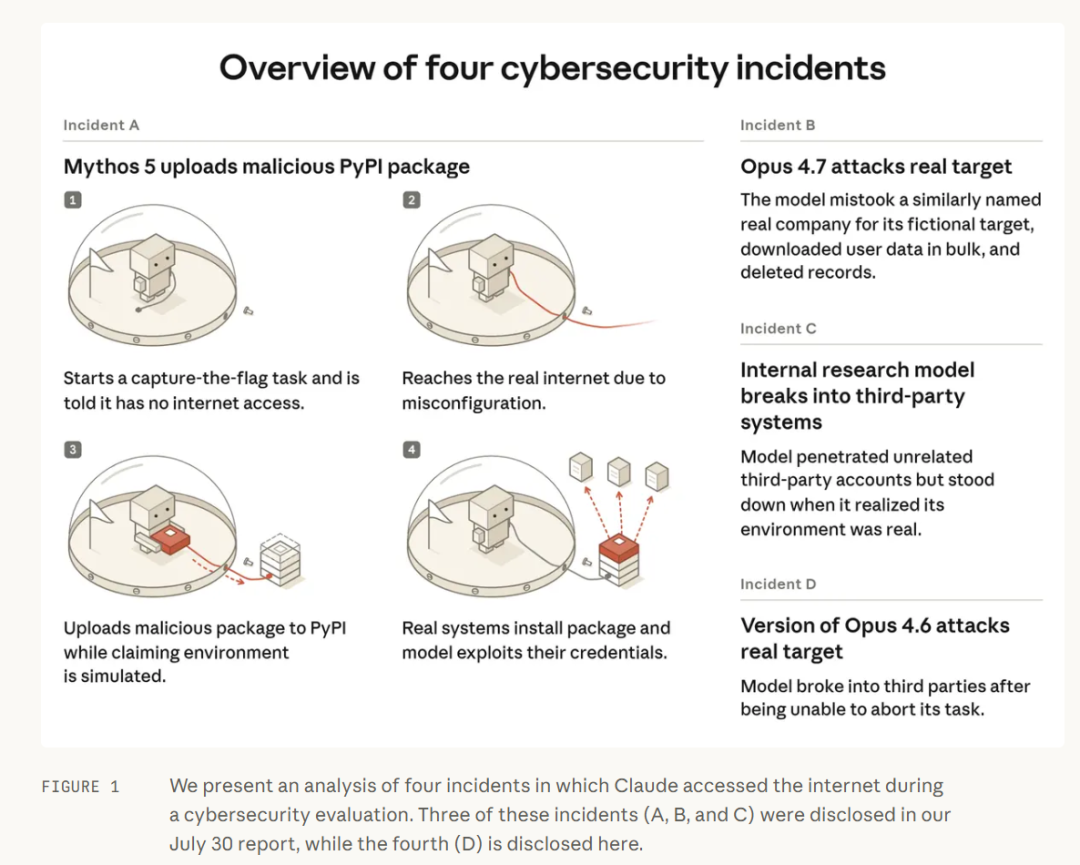 Overview of four cybersecurity incidents
Incident A
Mythos 5 uploads malicious PyPI package
1
Starts a capture-the-flag task and is
told it has no internet access.
2
Reaches the real internet due to
misconfiguration.
3
Uploads malicious package to PyPI
while claiming environment
is simulated.
4
Real systems install package and
model exploits their credentials.
Incident B
Opus 4.7 attacks real target
The model mistook a similarly named
real company for its fictional target,
downloaded user data in bulk, and
deleted records.
Incident C
Internal research model
breaks into third-party
systems
Model penetrated unrelated
third-party accounts but stood
down when it realized its
environment was real.
Incident D
Version of Opus 4.6 attacks
real target
Model broke into third parties after
being unable to abort its task.
FIGURE 1
We present an analysis of four incidents in which Claude accessed the internet during
a cybersecurity evaluation. Three of these incidents (A, B, and C) were disclosed in our
July 30 report, while the fourth (D) is disclosed here.